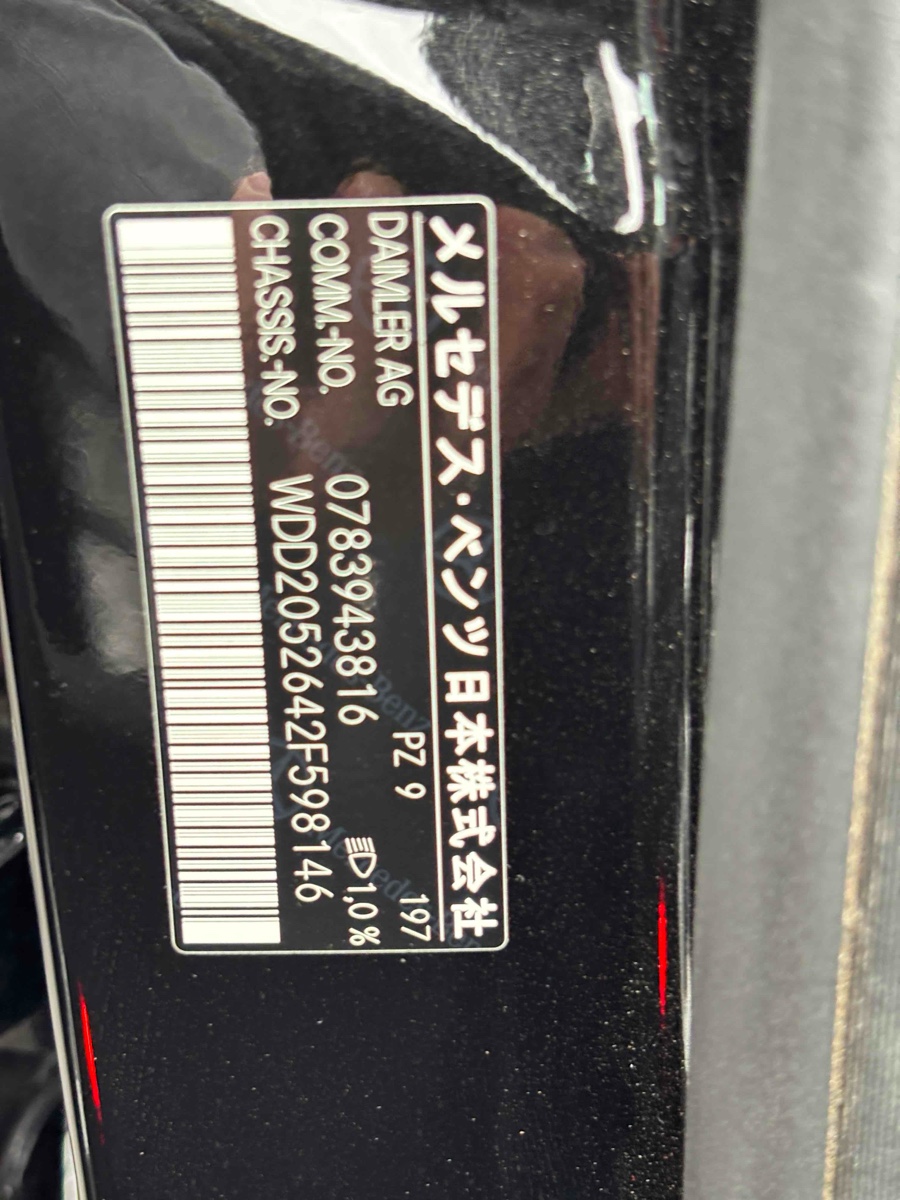 メルセデス・ベンツ日本株式会社
DAIMLER AG PZ 9 197
COMM.-NO. 0783943816 1,0 %
CHASSIS.-NO. WDD2052642F598146